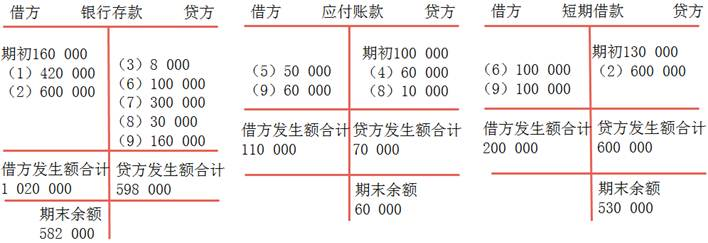 借方 银行存款 贷方
期初160 000
(1) 420 000
(2) 600 000
(3) 8 000
(6) 100 000
(7) 300 000
(8) 30 000
(9) 160 000
借方发生额合计
1 020 000
贷方发生额合计
598 000
期末余额
582 000
借方 应付账款 贷方
(5) 50 000
(9) 60 000
期初100 000
(4) 60 000
(8) 10 000
借方发生额合计
110 000
贷方发生额合计
70 000
期末余额
60 000
借方 短期借款 贷方
(6) 100 000
(9) 100 000
期初130 000
(2) 600 000
借方发生额合计
200 000
贷方发生额合计
600 000
期末余额
530 000